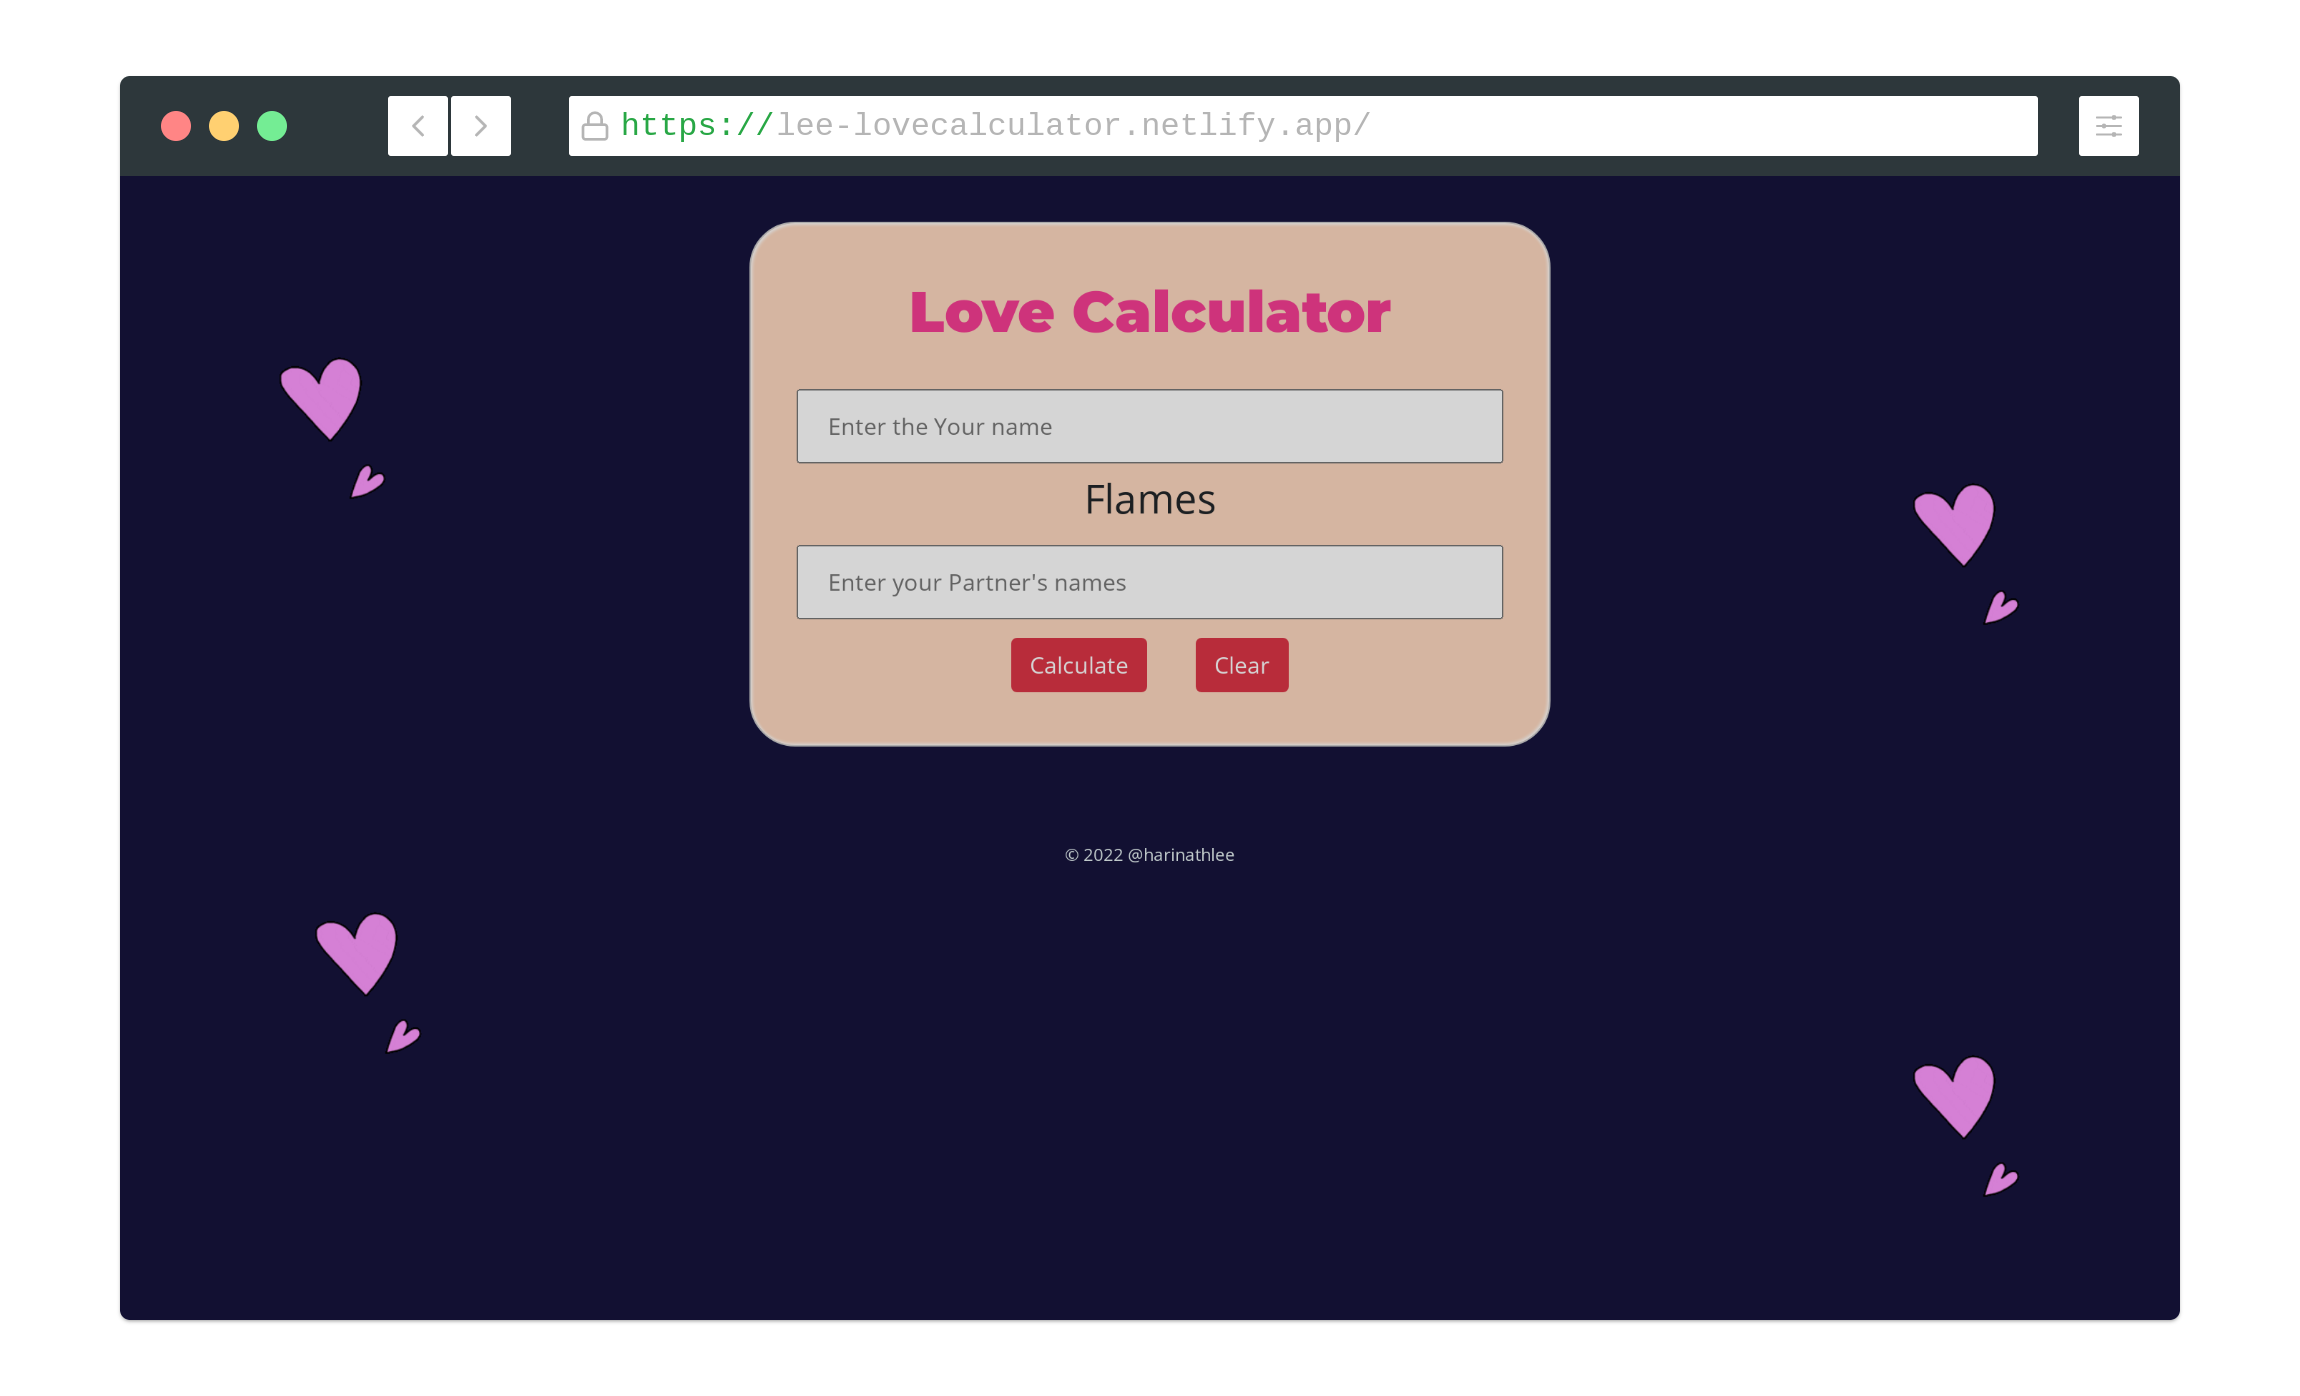 https://lee-lovecalculator.netlify.app/
Love Calculator
Enter the Your name
Flames
Enter your Partner's names
Calculate Clear
© 2022 @harinathlee